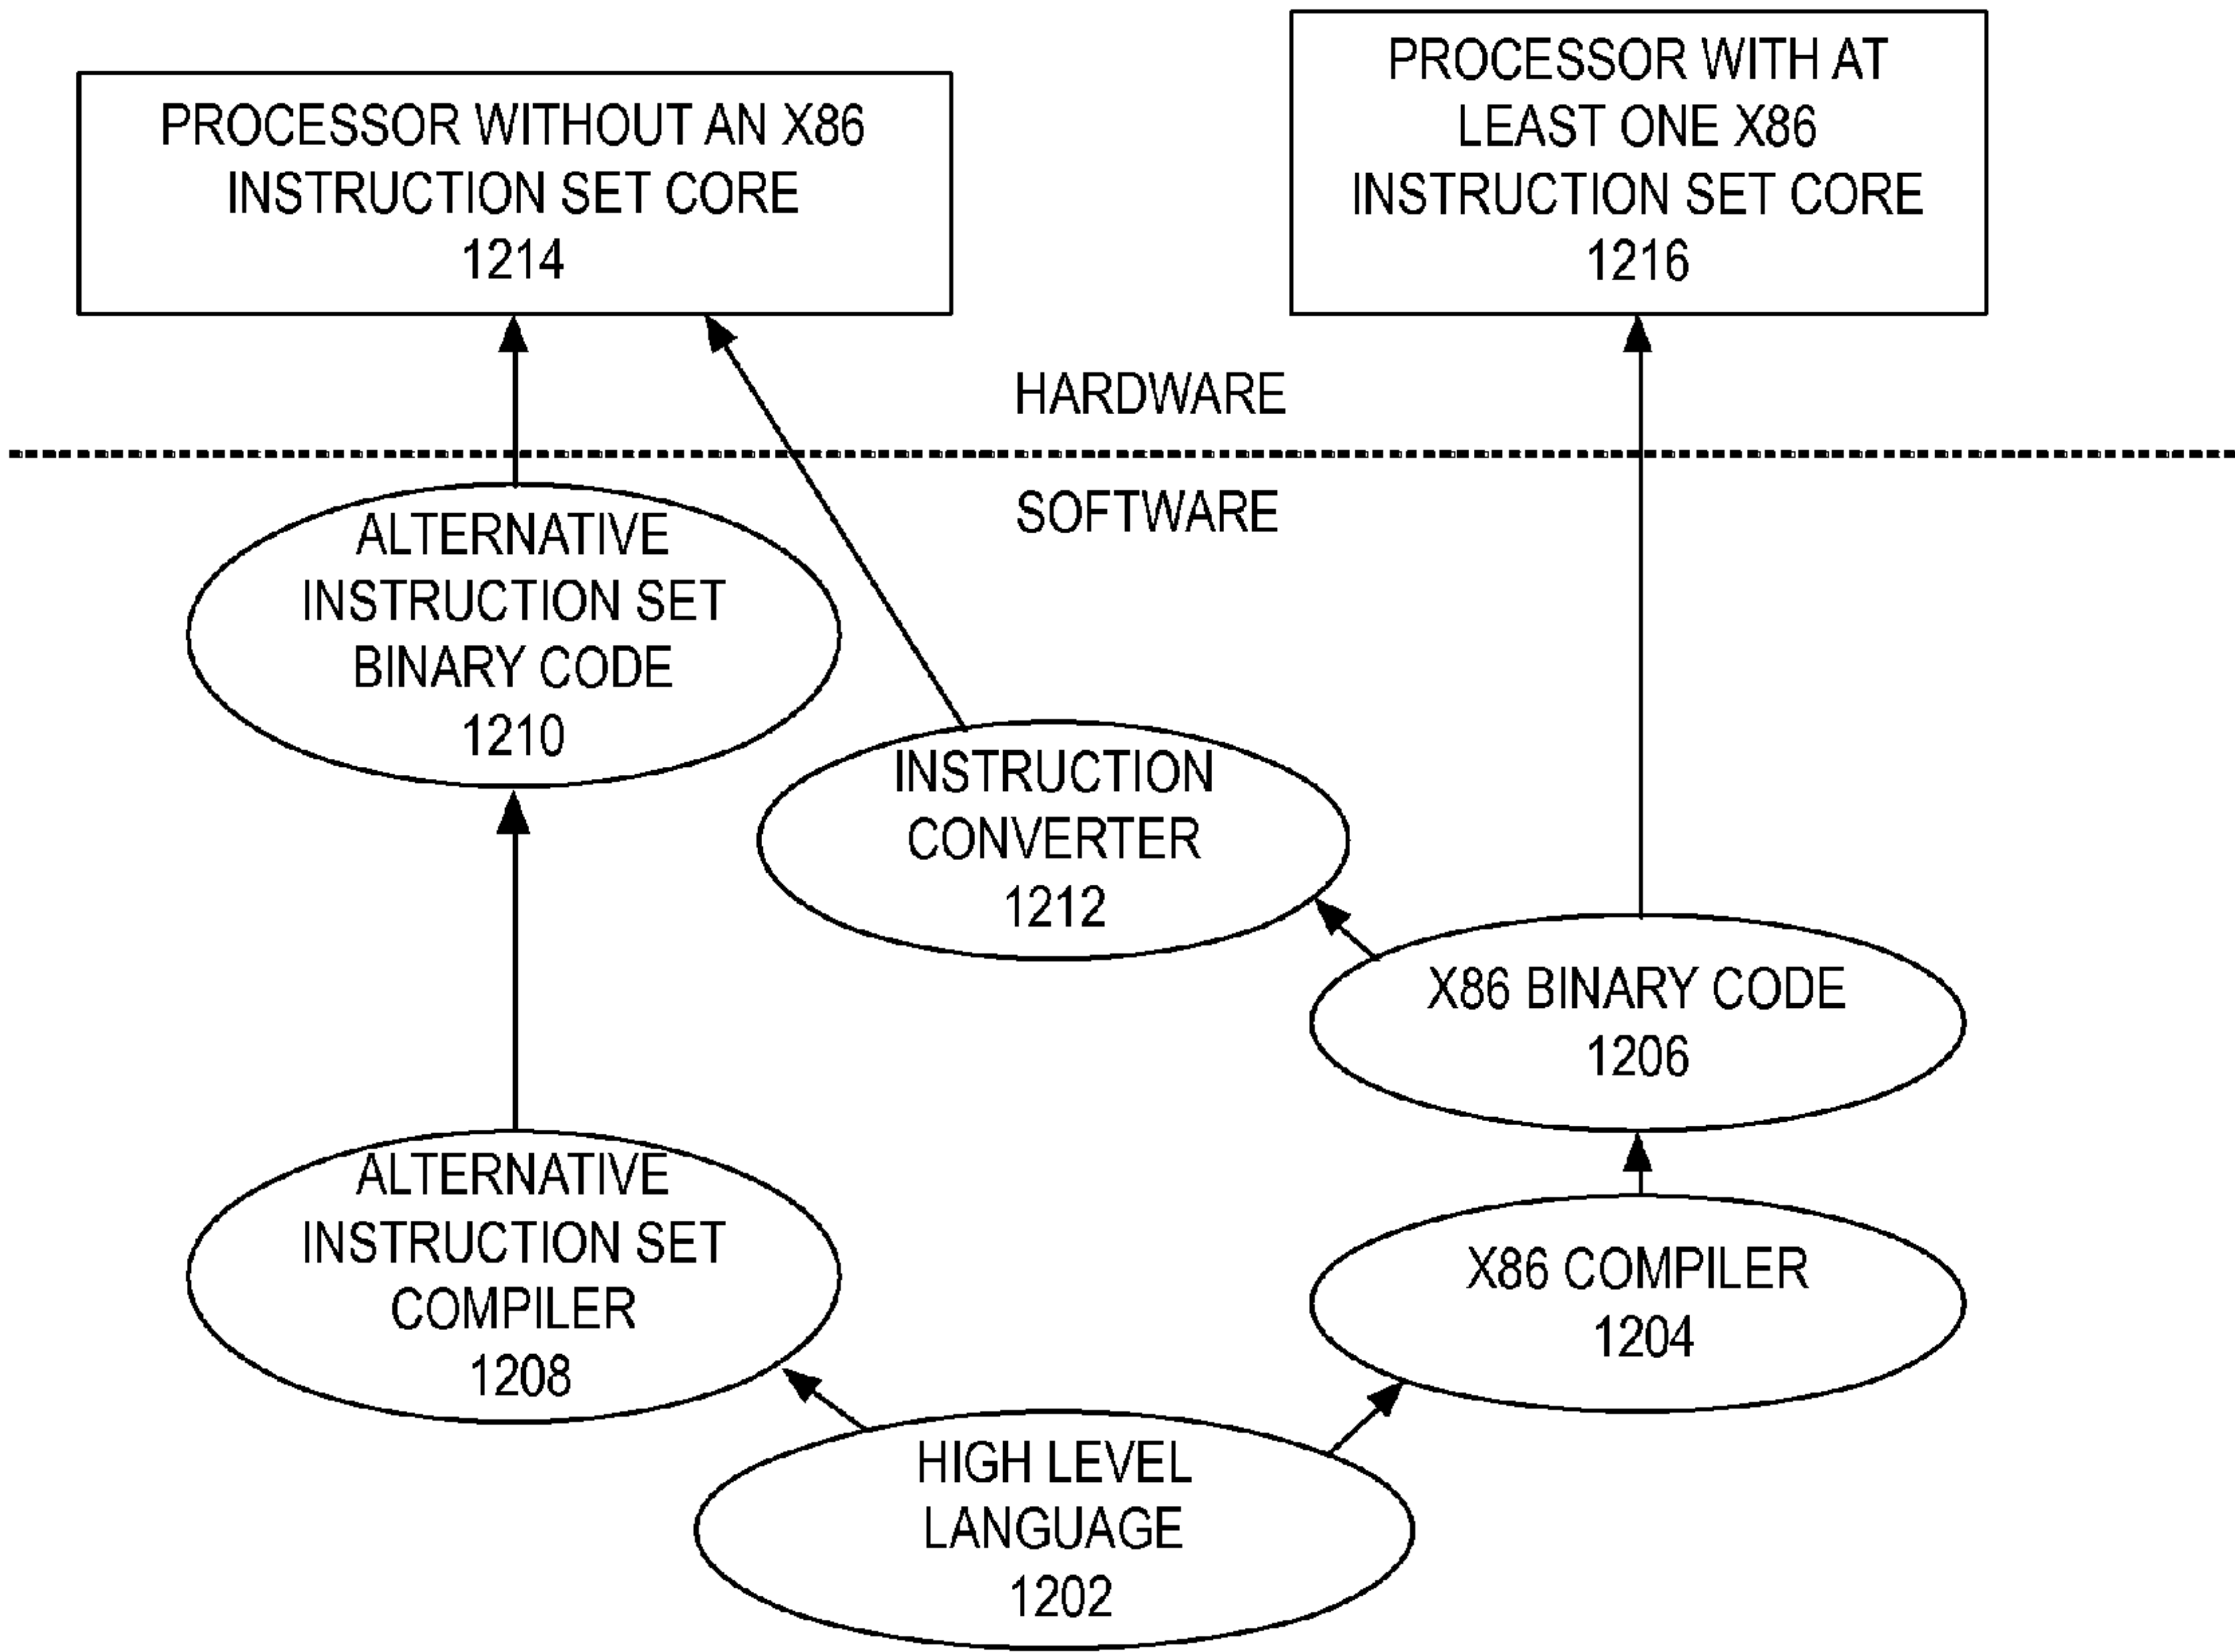 PROCESSOR WITHOUT AN X86
INSTRUCTION SET CORE
1214
PROCESSOR WITH AT
LEAST ONE X86
INSTRUCTION SET CORE
1216
HARDWARE
SOFTWARE
ALTERNATIVE
INSTRUCTION SET
BINARY CODE
1210
INSTRUCTION
CONVERTER
1212
X86 BINARY CODE
1206
ALTERNATIVE
INSTRUCTION SET
COMPILER
1208
X86 COMPILER
1204
HIGH LEVEL
LANGUAGE
1202